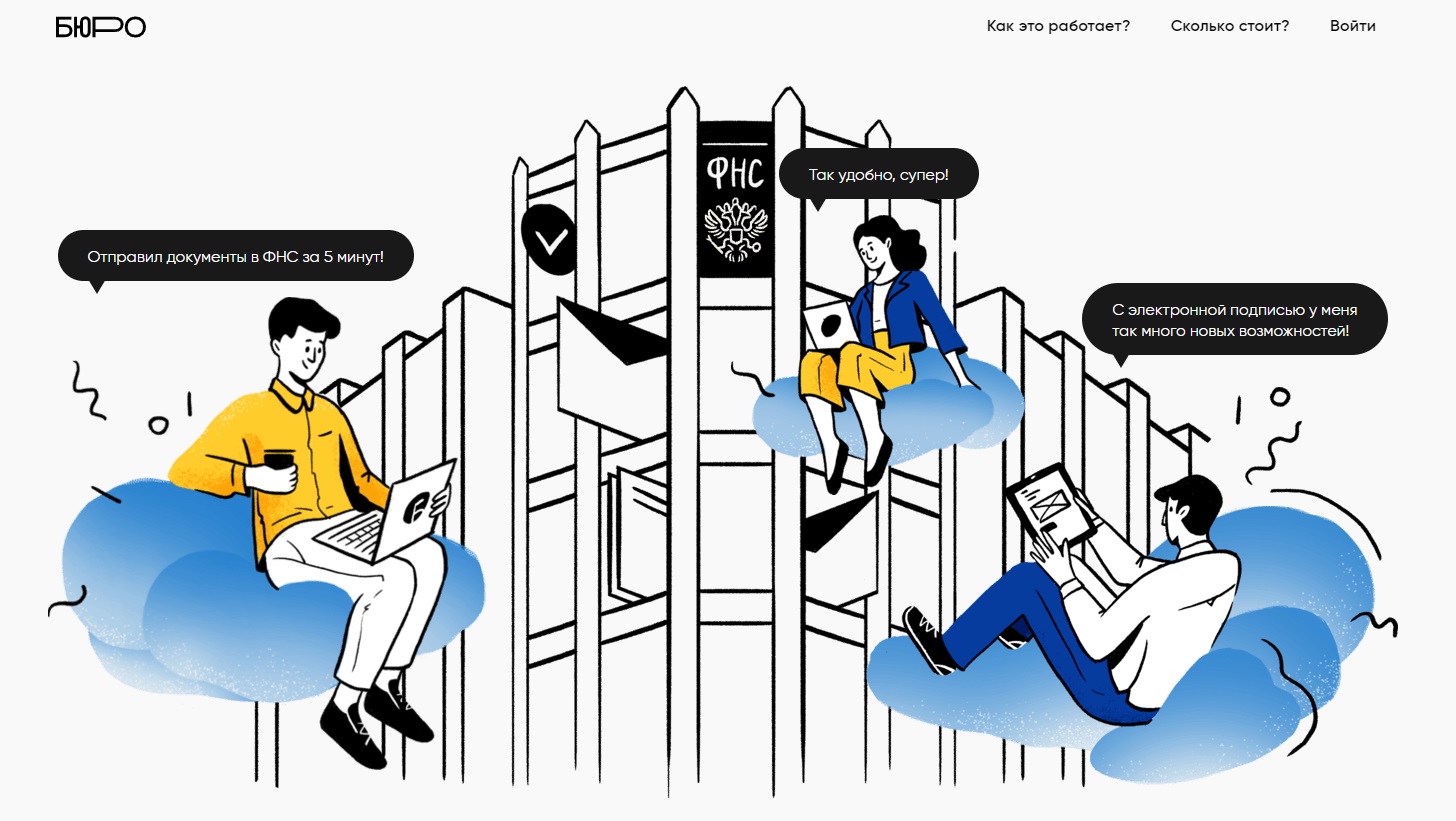 БЮРО
Как это работает?
Сколько стоит?
Войти
ФНС
Так удобно, супер!
Отправил документы в ФНС за 5 минут!
С электронной подписью у меня
так много новых возможностей!